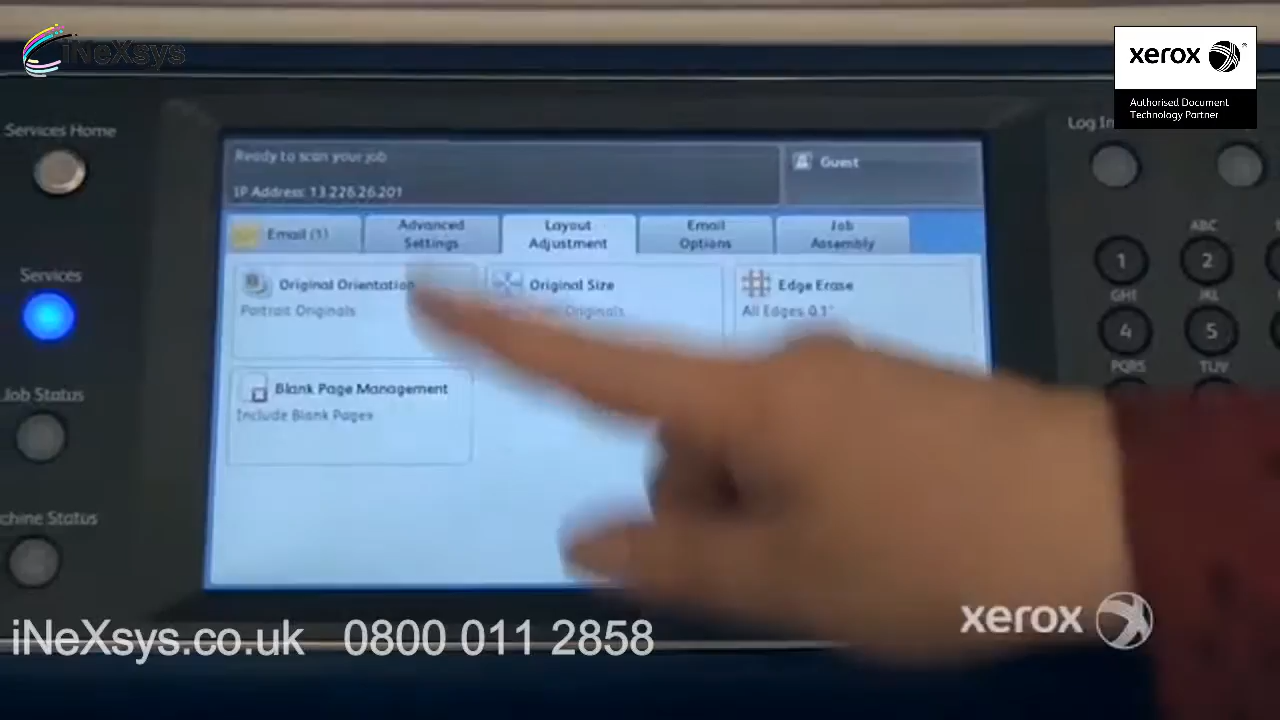 iNeXsys
xerox
Authorised Document
Technology Partner
Services Home
Log In
Ready to scan your job
Guest
IP Address: 13.226.26.201
Email (1)
Advanced
Settings
Layout
Adjustment
Email
Options
Job
Assembly
Services
Original Orientation
Portrait Originals
Original Size
Originals
Edge Erase
All Edges 0.1"
Blank Page Management
Include Blank Pages
Job Status
chine Status
ABC
1
2
GHI
JKL
4
5
PQRS
TUV
iNeXsys.co.uk 0800 011 2858
xerox